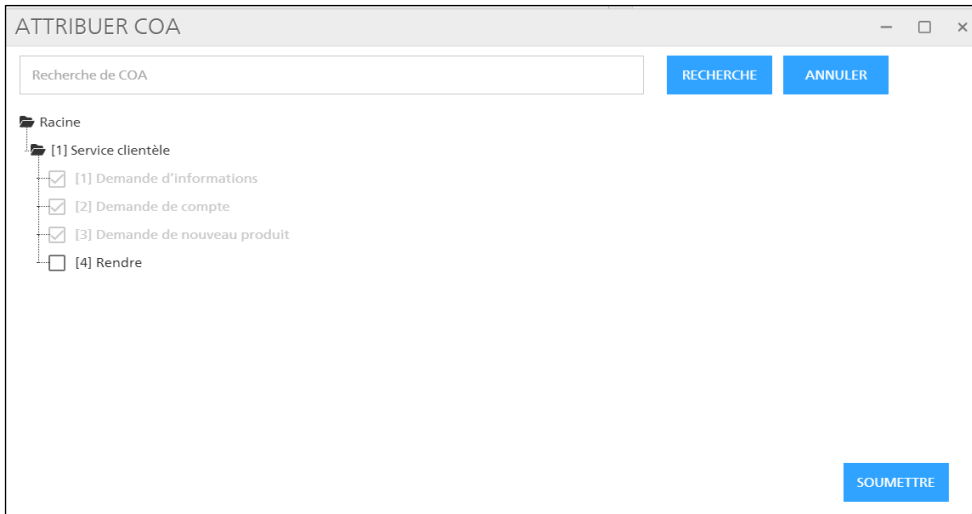 ATTRIBUER COA
Recherche de COA
RECHERCHE
ANNULER
Racine
[1] Service clientèle
[1] Demande d'informations
[2] Demande de compte
[3] Demande de nouveau produit
[4] Rendre
SOUMETTRE